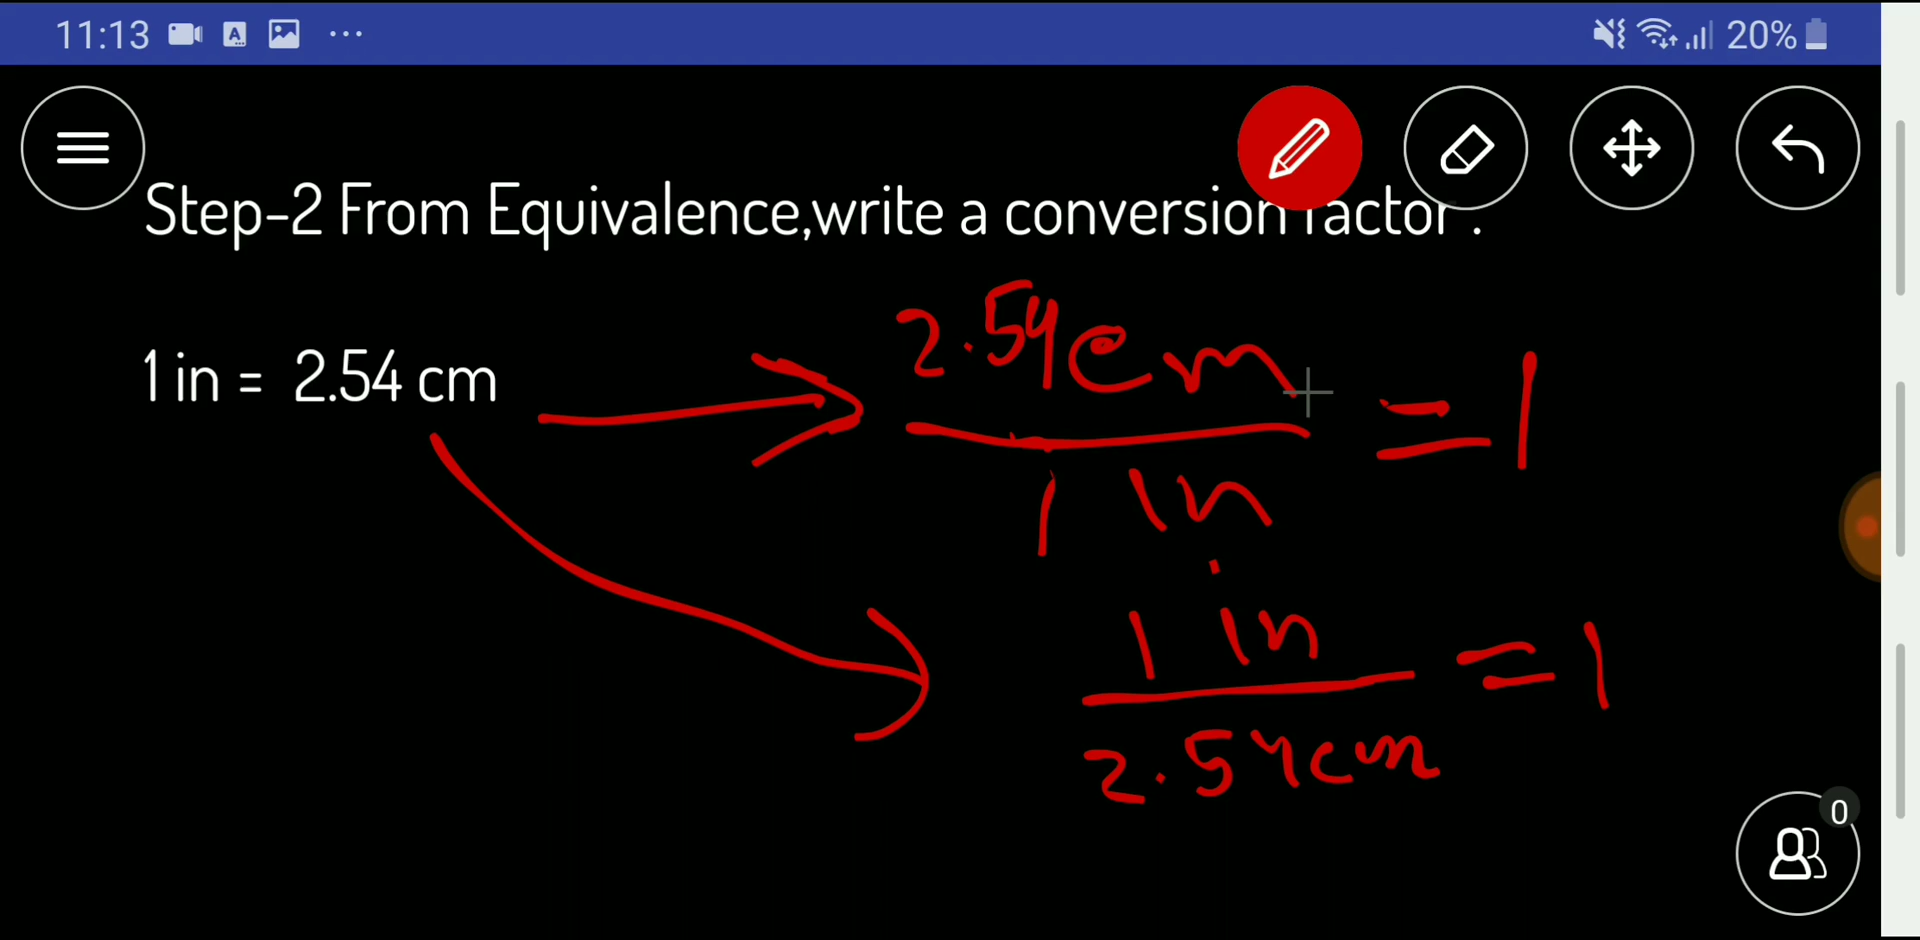 11:13 A 20%
Step-2 From Equivalence,write a conversion factor .
1 in = 2.54 cm
2.54cm
1 in
= 1
1 in
2.54cm
= 1
0